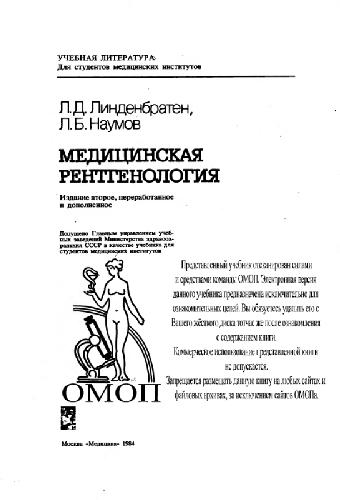 УЧЕБНАЯ ЛИТЕРАТУРА
Для студентов медицинских институтов
Л.Д. Линденбратен,
Л.Б. Наумов
МЕДИЦИНСКАЯ
РЕНТГЕНОЛОГИЯ
Издание второе, переработанное
и дополненное
Допущено Главным управлением учеб-
ных заведений Министерства здравоох-
ранения СССР в качестве учебника для
студентов медицинских институтов
Представленный учебник отсканирован силами
и средствами команды ОМОП. Электронная версия
данного учебника предназначена исключительно для
ознакомительных целей. Вы обязуетесь удалить его с
Вашего жёсткого диска тотчас же после ознакомления
с содержанием книги.
Коммерческое использование представленной книги
не допускается.
Запрещается размещать данную книгу на любых сайтах и
файловых архивах, за исключением сайтов ОМОПа.
ОМОП
Москва «Медицина» 1984